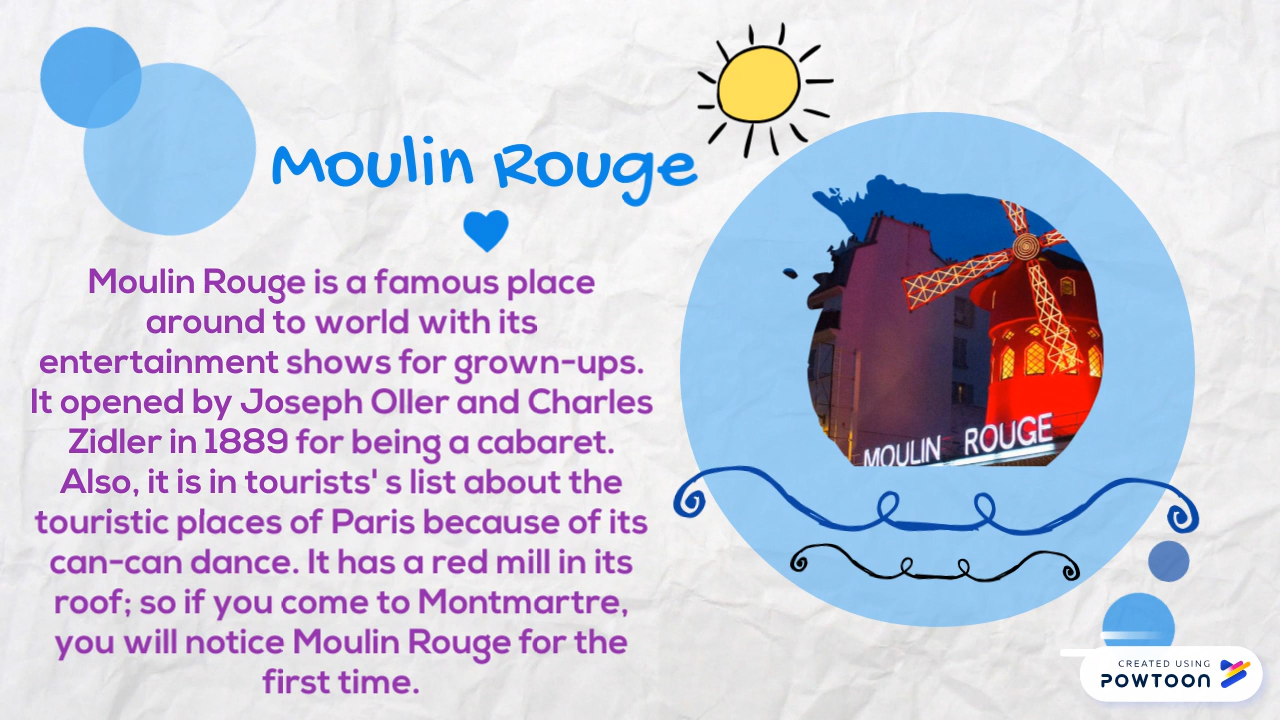 Moulin Rouge
Moulin Rouge is a famous place
around to world with its
entertainment shows for grown-ups.
It opened by Joseph Oller and Charles
Zidler in 1889 for being a cabaret.
Also, it is in tourists' s list about the
touristic places of Paris because of its
can-can dance. It has a red mill in its
roof; so if you come to Montmartre,
you will notice Moulin Rouge for the
first time.
MOULIN ROUGE
CREATED USING
POWTOON